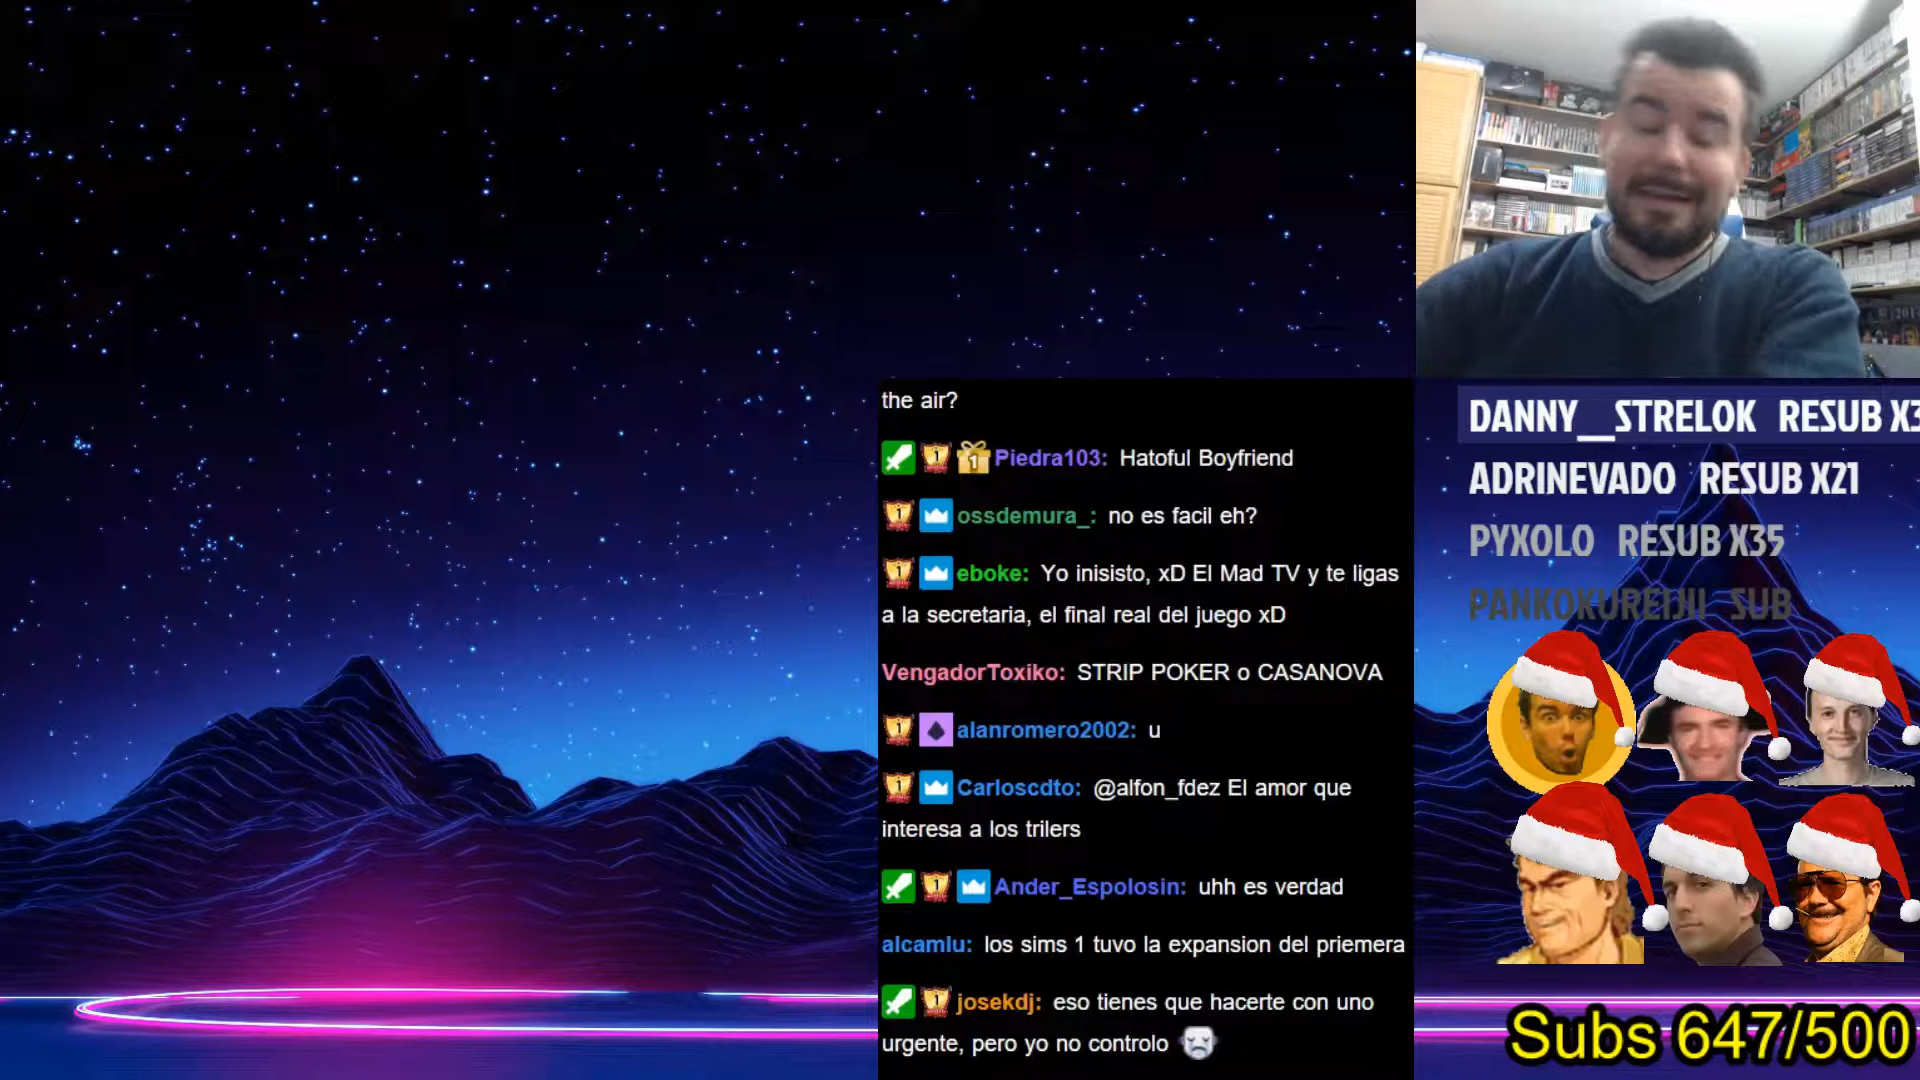 the air?
Piedra103: Hatoful Boyfriend
ossdemura_: no es facil eh?
eboke: Yo inisisto, xD El Mad TV y te ligas
a la secretaria, el final real del juego xD
VengadorToxiko: STRIP POKER o CASANOVA
alanromero2002: u
Carloscdto: @alfon_fdez El amor que
interesa a los trilers
Ander_Espolosin: uhh es verdad
alcamlu: los sims 1 tuvo la expansion del priemera
josekdj: eso tienes que hacerte con uno
urgente, pero yo no controlo
DANNY__STRELOK RESUB X3
ADRINEVADO RESUB X21
PYXOLO RESUB X35
PANKOKUREIJII SUB
Subs 647/500